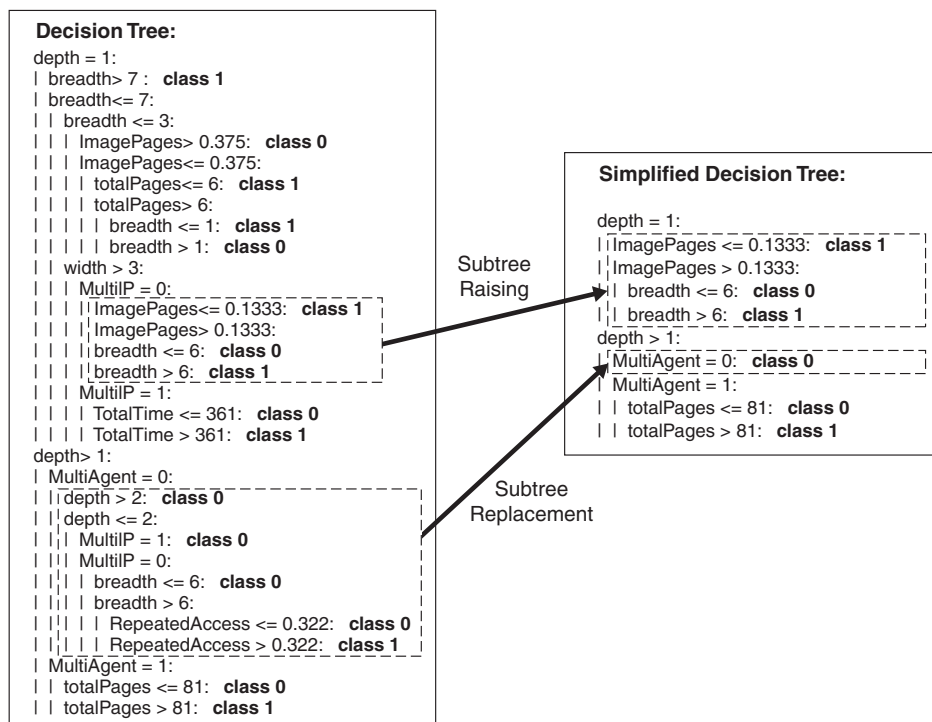 Decision Tree:
depth = 1:
| breadth> 7 : class 1
| breadth<= 7:
| | breadth <= 3:
| | | ImagePages> 0.375: class 0
| | | ImagePages<= 0.375:
| | | | totalPages<= 6: class 1
| | | | totalPages> 6:
| | | | | breadth <= 1: class 1
| | | | | breadth > 1: class 0
| | width > 3:
| | | MultiIP = 0:
| | | | ImagePages<= 0.1333: class 1
| | | | ImagePages> 0.1333:
| | | | breadth <= 6: class 0
| | | | breadth > 6: class 1
| | | MultiIP = 1:
| | | | TotalTime <= 361: class 0
| | | | TotalTime > 361: class 1
depth> 1:
| MultiAgent = 0:
| | depth > 2: class 0
| | depth <= 2:
| | | MultiIP = 1: class 0
| | | MultiIP = 0:
| | | | breadth <= 6: class 0
| | | | breadth > 6:
| | | | | RepeatedAccess <= 0.322: class 0
| | | | | RepeatedAccess > 0.322: class 1
| MultiAgent = 1:
| | totalPages <= 81: class 0
| | totalPages > 81: class 1
Subtree
Raising
Subtree
Replacement
Simplified Decision Tree:
depth = 1:
| ImagePages <= 0.1333: class 1
| ImagePages > 0.1333:
| | breadth <= 6: class 0
| | breadth > 6: class 1
depth > 1:
| MultiAgent = 0: class 0
| MultiAgent = 1:
| | totalPages <= 81: class 0
| | totalPages > 81: class 1